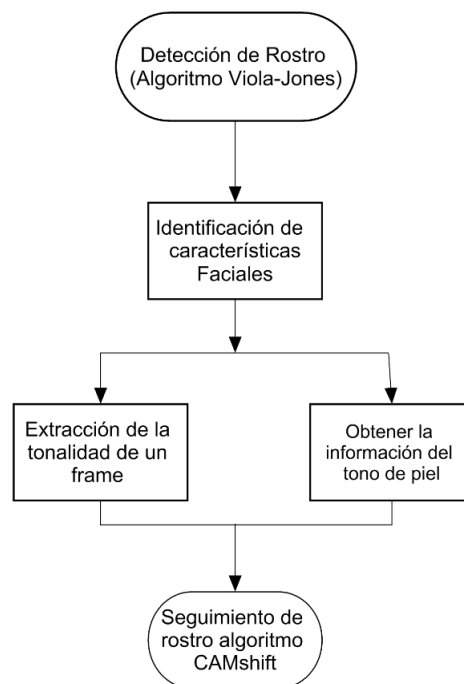 Detección de Rostro
(Algoritmo Viola-Jones)
Identificación de
características
Faciales
Extracción de la
tonalidad de un
frame
Obtener la
información del
tono de piel
Seguimiento de
rostro algoritmo
CAMshift